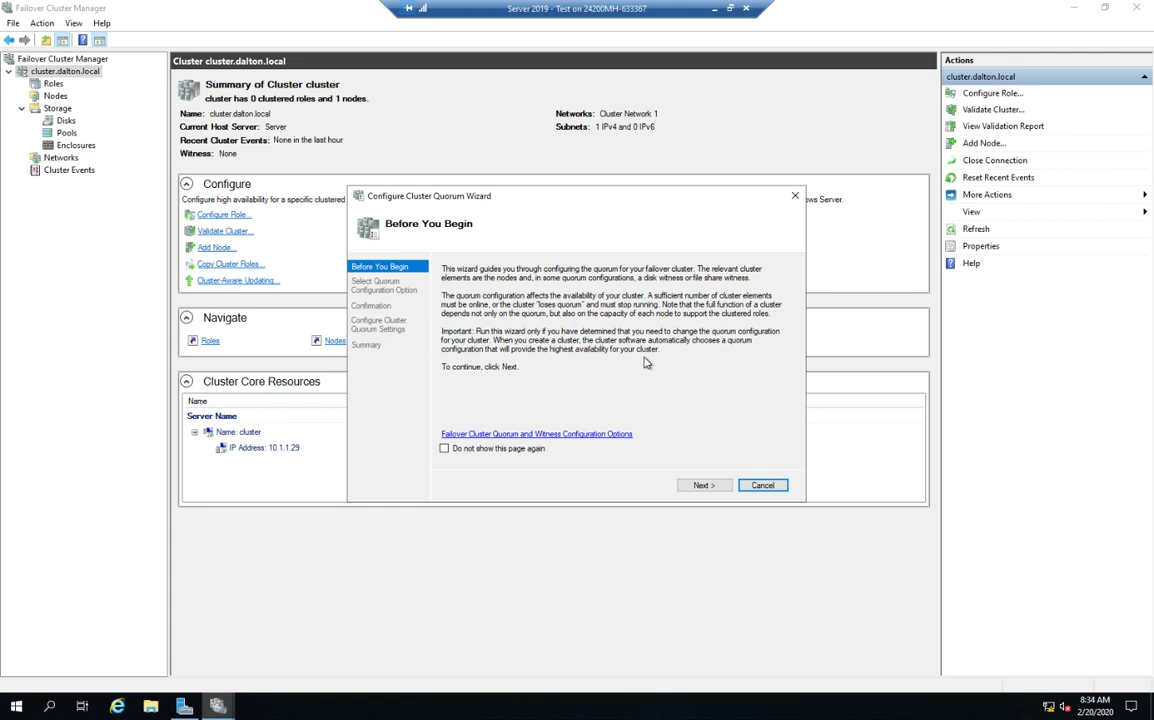 Failover Cluster Manager
Server 2019 - Test on 24200MH-633367
File Action View Help
Failover Cluster Manager
cluster.dalton.local
Roles
Nodes
Storage
Disks
Pools
Enclosures
Networks
Cluster Events
Cluster cluster.dalton.local
Summary of Cluster cluster
cluster has 0 clustered roles and 1 nodes.
Name: cluster.dalton.local
Networks: Cluster Network 1
Current Host Server: Server
Subnets: 1 IPv4 and 0 IPv6
Recent Cluster Events: None in the last hour
Witness: None
Configure
Configure high availability for a specific clustered
ows Server.
Configure Role...
Validate Cluster...
Add Node...
Copy Cluster Roles...
Cluster-Aware Updating...
Navigate
Roles
Nodes
Cluster Core Resources
Name
Server Name
Name: cluster
IP Address: 10.1.1.29
Configure Cluster Quorum Wizard
Before You Begin
Before You Begin
Select Quorum
Configuration Option
Confirmation
Configure Cluster
Quorum Settings
Summary
This wizard guides you through configuring the quorum for your failover cluster. The relevant cluster
elements are the nodes and, in some quorum configurations, a disk witness or file share witness.
The quorum configuration affects the availability of your cluster. A sufficient number of cluster elements
must be online, or the cluster "loses quorum" and must stop running. Note that the full function of a cluster
depends not only on the quorum, but also on the capacity of each node to support the clustered roles.
Important: Run this wizard only if you have determined that you need to change the quorum configuration
for your cluster. When you create a cluster, the cluster software automatically chooses a quorum
configuration that will provide the highest availability for your cluster.
To continue, click Next.
Failover Cluster Quorum and Witness Configuration Options
Do not show this page again
Next >
Cancel
Actions
cluster.dalton.local
Configure Role...
Validate Cluster...
View Validation Report
Add Node...
Close Connection
Reset Recent Events
More Actions
View
Refresh
Properties
Help
8:34 AM
2/20/2020